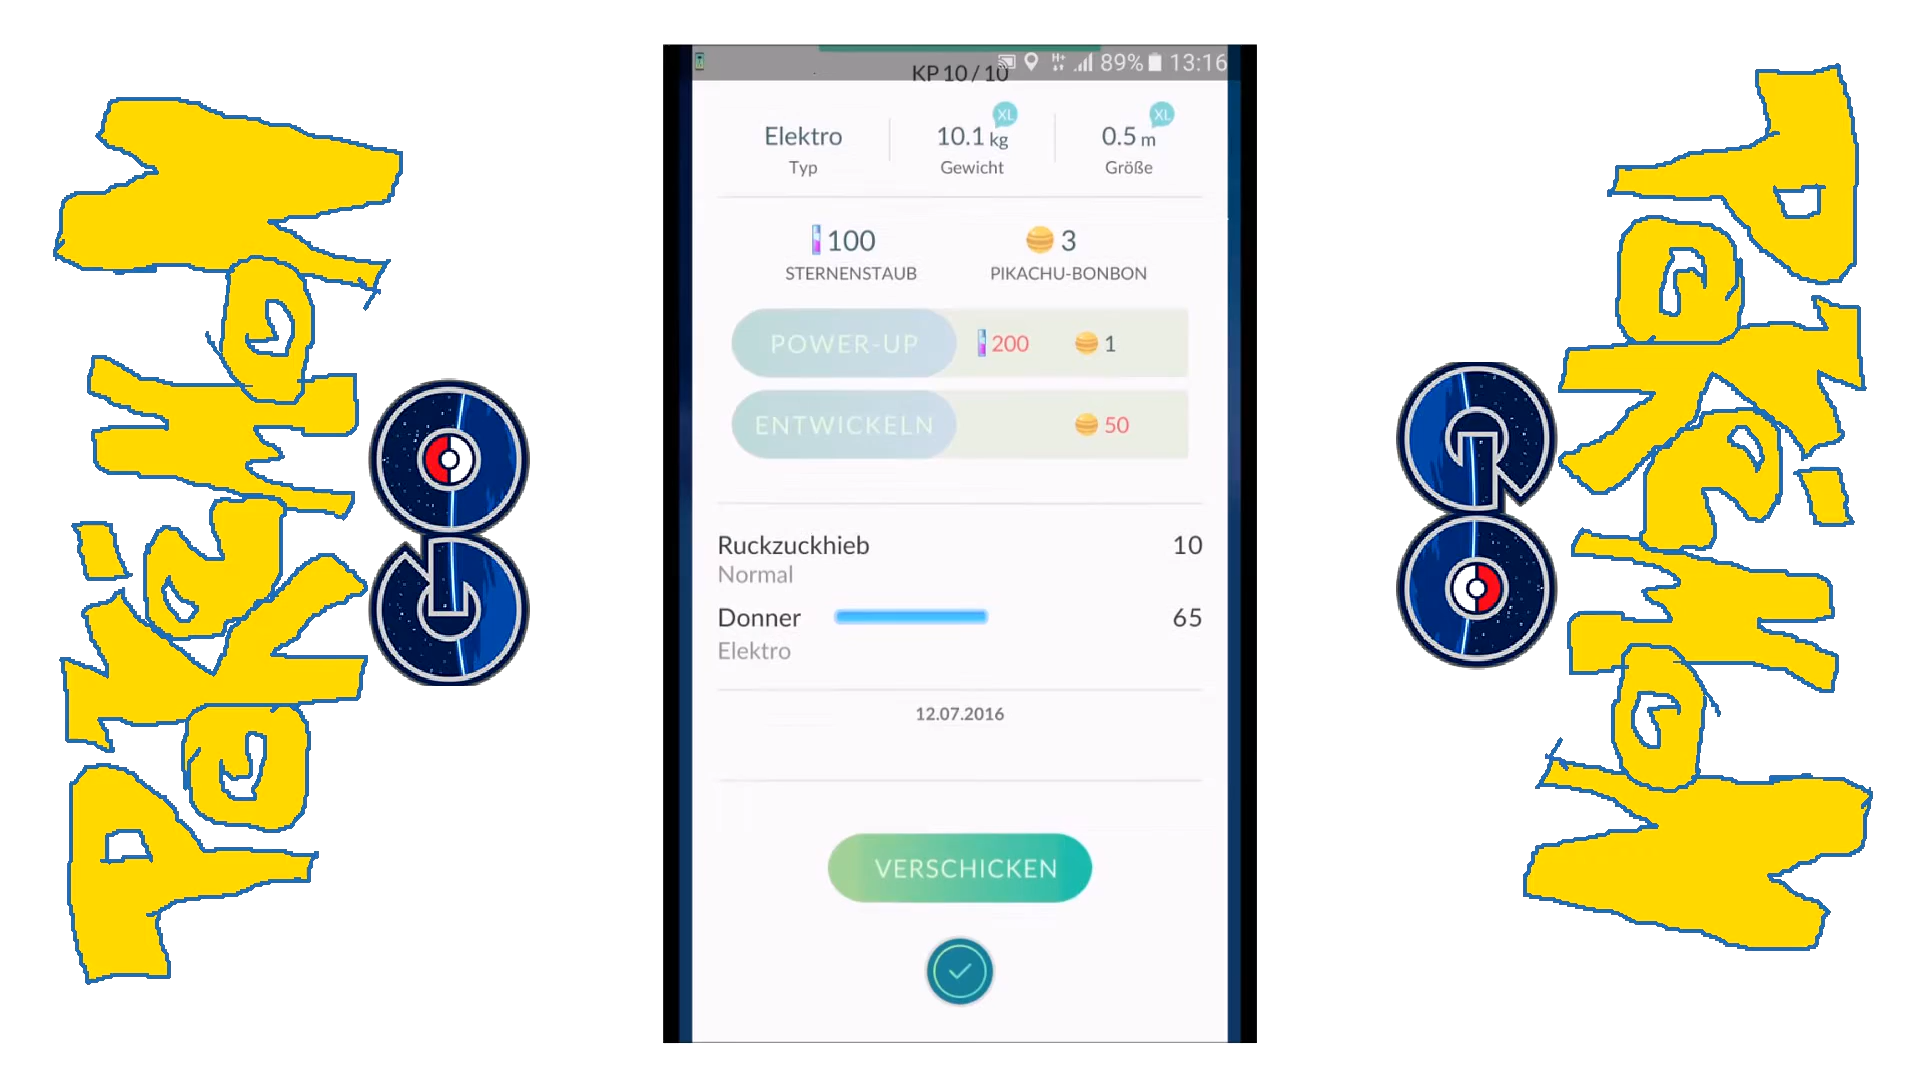 PoKéMoN
GO
89% 13:16
KP 10 / 10
XL XL
Elektro 10.1 kg 0.5 m
Typ Gewicht Größe
100 3
STERNENSTAUB PIKACHU-BONBON
POWER-UP 200 1
ENTWICKELN 50
Ruckzuckhieb 10
Normal
Donner 65
Elektro
12.07.2016
VERSCHICKEN
PoKéMoN
GO